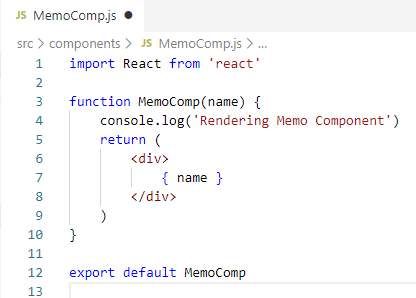 JS MemoComp.js ●
src > components > JS MemoComp.js > ...
1 import React from 'react'
2
3 function MemoComp(name) {
4     console.log('Rendering Memo Component')
5     return (
6         <div>
7             { name }
8         </div>
9     )
10 }
11
12 export default MemoComp
13